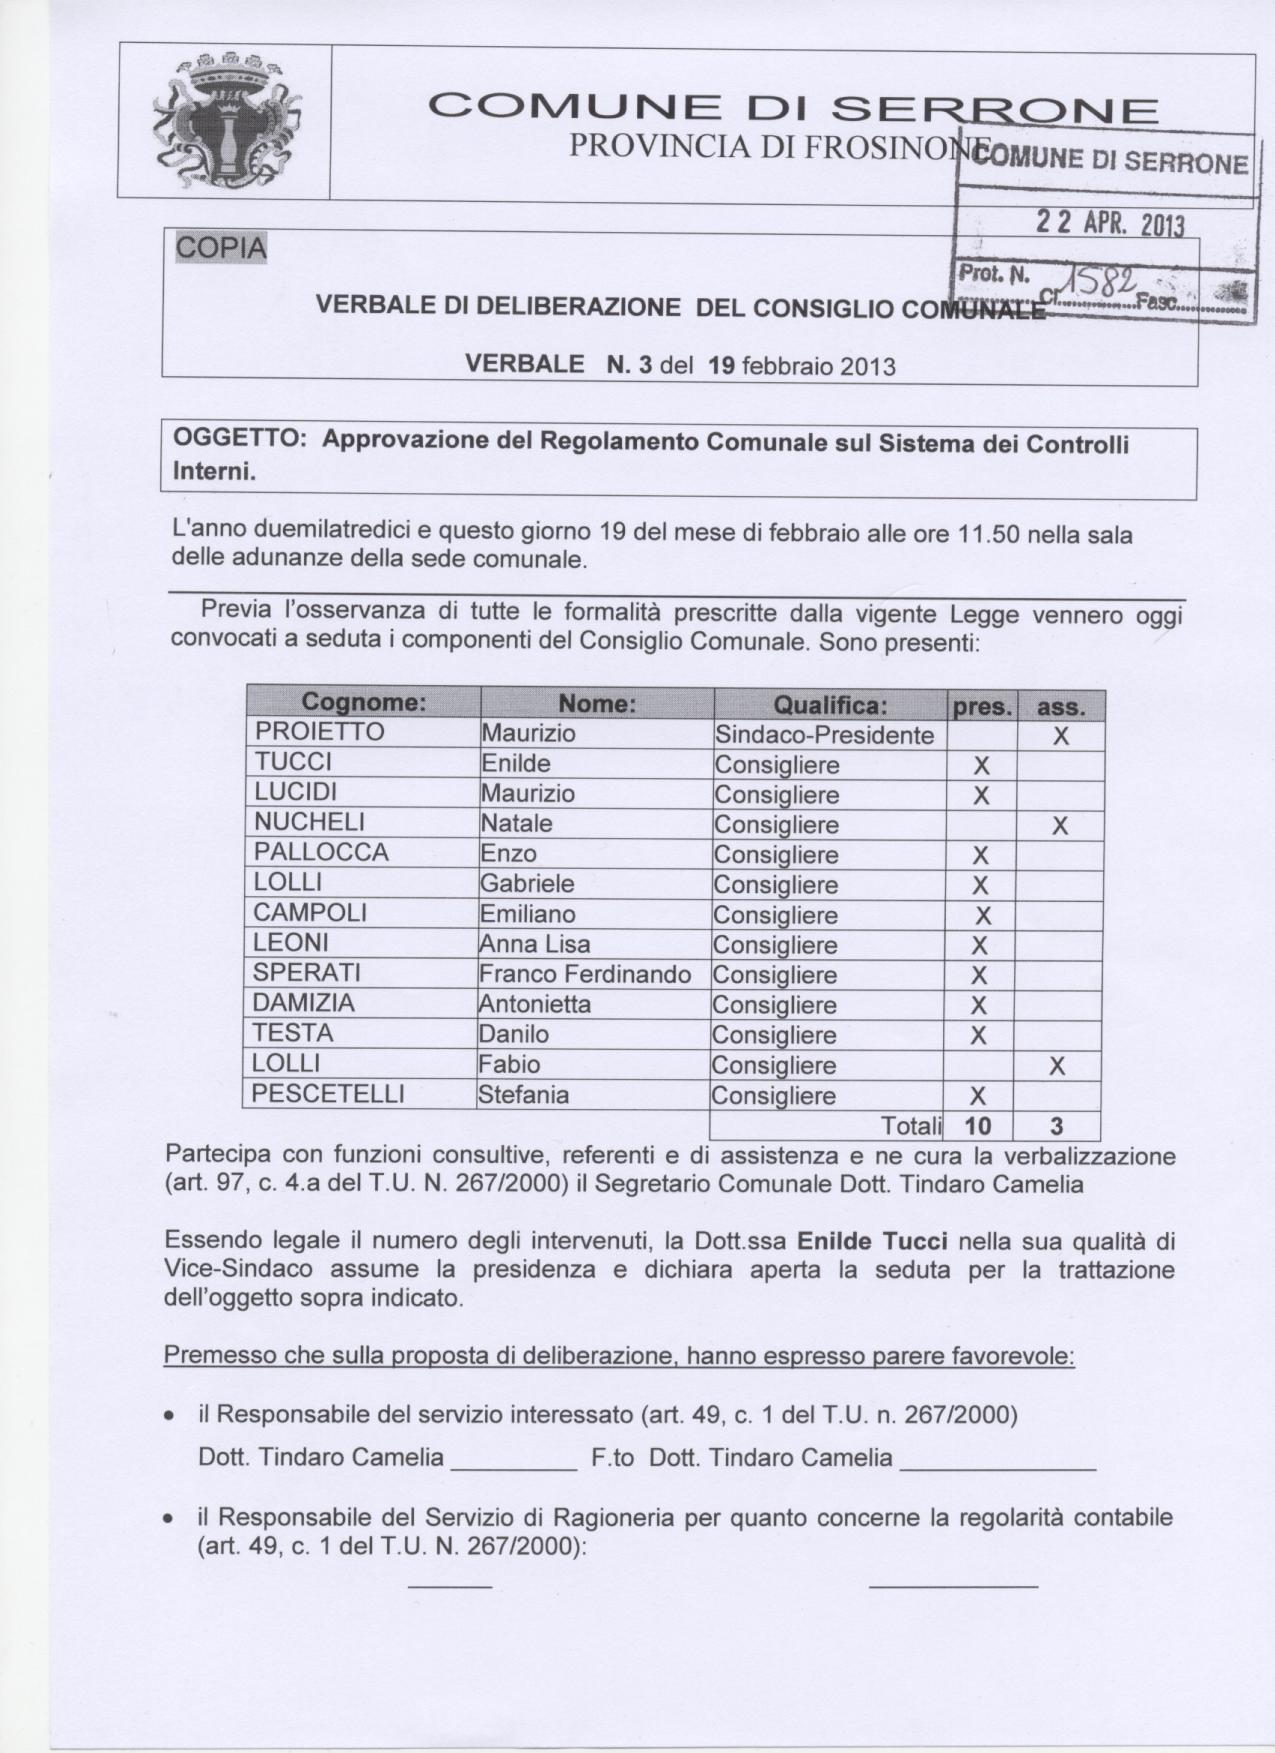 COMUNE DI SERRONE
PROVINCIA DI FROSINONE
COMUNE DI SERRONE
22 APR. 2013
Prot. N. 1582
Cl...............Fasc...............
COPIA
VERBALE DI DELIBERAZIONE DEL CONSIGLIO COMUNALE
VERBALE N. 3 del 19 febbraio 2013
OGGETTO: Approvazione del Regolamento Comunale sul Sistema dei Controlli
Interni.
L'anno duemilatredici e questo giorno 19 del mese di febbraio alle ore 11.50 nella sala
delle adunanze della sede comunale.
Previa l'osservanza di tutte le formalità prescritte dalla vigente Legge vennero oggi
convocati a seduta i componenti del Consiglio Comunale. Sono presenti:
Cognome: Nome: Qualifica: pres. ass.
PROIETTO Maurizio Sindaco-Presidente X
TUCCI Enilde Consigliere X
LUCIDI Maurizio Consigliere X
NUCHELI Natale Consigliere X
PALLOCCA Enzo Consigliere X
LOLLI Gabriele Consigliere X
CAMPOLI Emiliano Consigliere X
LEONI Anna Lisa Consigliere X
SPERATI Franco Ferdinando Consigliere X
DAMIZIA Antonietta Consigliere X
TESTA Danilo Consigliere X
LOLLI Fabio Consigliere X
PESCETELLI Stefania Consigliere X
Totali 10 3
Partecipa con funzioni consultive, referenti e di assistenza e ne cura la verbalizzazione
(art. 97, c. 4.a del T.U. N. 267/2000) il Segretario Comunale Dott. Tindaro Camelia
Essendo legale il numero degli intervenuti, la Dott.ssa Enilde Tucci nella sua qualità di
Vice-Sindaco assume la presidenza e dichiara aperta la seduta per la trattazione
dell'oggetto sopra indicato.
Premesso che sulla proposta di deliberazione, hanno espresso parere favorevole:
• il Responsabile del servizio interessato (art. 49, c. 1 del T.U. n. 267/2000)
Dott. Tindaro Camelia _________ F.to Dott. Tindaro Camelia ______________
• il Responsabile del Servizio di Ragioneria per quanto concerne la regolarità contabile
(art. 49, c. 1 del T.U. N. 267/2000):
______ ____________